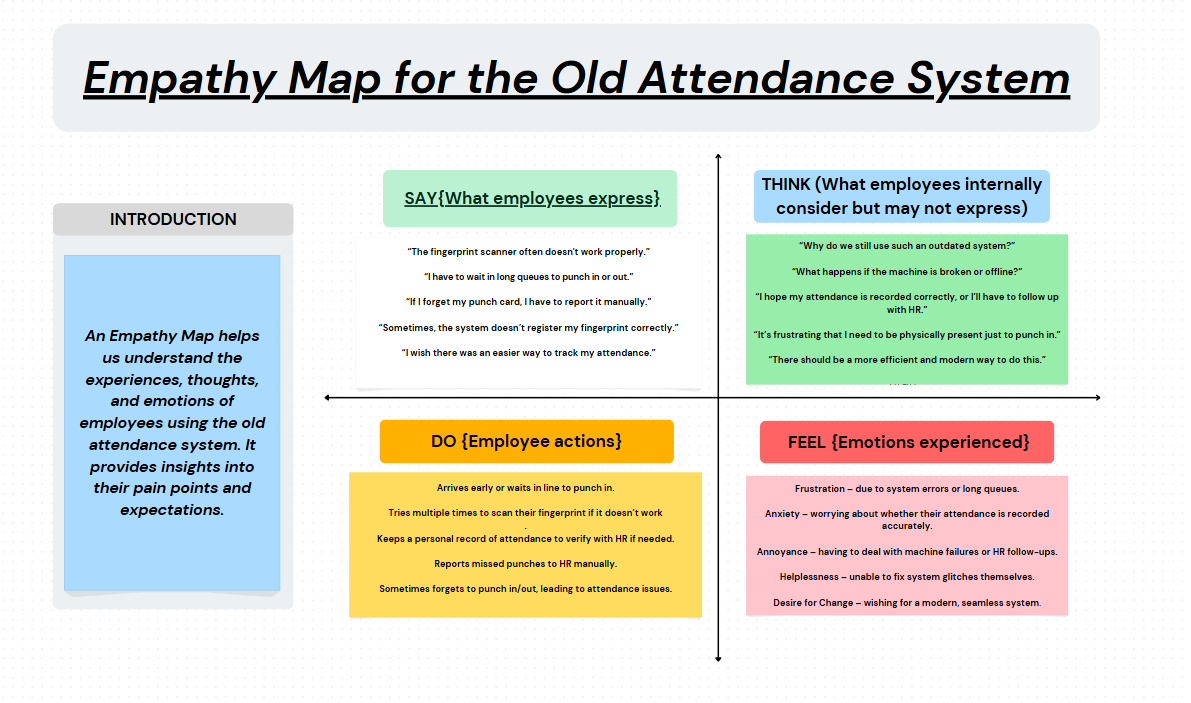 Empathy Map for the Old Attendance System
INTRODUCTION
An Empathy Map helps
us understand the
experiences, thoughts,
and emotions of
employees using the old
attendance system. It
provides insights into
their pain points and
expectations.
SAY{What employees express}
“The fingerprint scanner often doesn’t work properly.”
“I have to wait in long queues to punch in or out.”
“If I forget my punch card, I have to report it manually.”
“Sometimes, the system doesn’t register my fingerprint correctly.”
“I wish there was an easier way to track my attendance.”
THINK (What employees internally
consider but may not express)
“Why do we still use such an outdated system?”
“What happens if the machine is broken or offline?”
“I hope my attendance is recorded correctly, or I’ll have to follow up
with HR.”
“It’s frustrating that I need to be physically present just to punch in.”
“There should be a more efficient and modern way to do this.”
DO {Employee actions}
Arrives early or waits in line to punch in.
Tries multiple times to scan their fingerprint if it doesn’t work
.
Keeps a personal record of attendance to verify with HR if needed.
Reports missed punches to HR manually.
Sometimes forgets to punch in/out, leading to attendance issues.
FEEL {Emotions experienced}
Frustration – due to system errors or long queues.
Anxiety – worrying about whether their attendance is recorded
accurately.
Annoyance – having to deal with machine failures or HR follow-ups.
Helplessness – unable to fix system glitches themselves.
Desire for Change – wishing for a modern, seamless system.